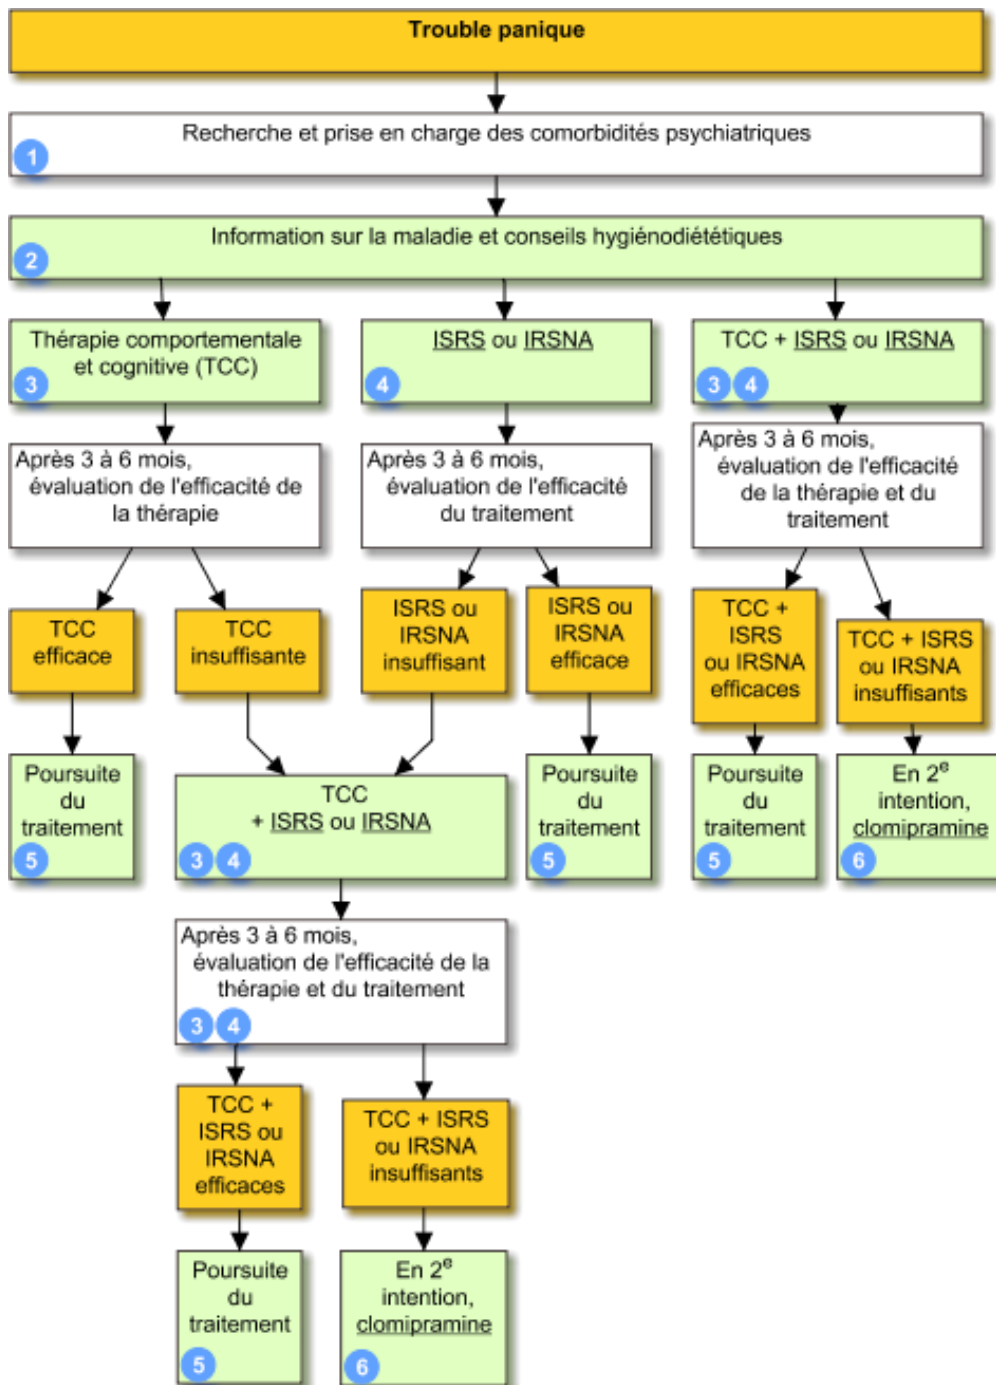 Trouble panique
Recherche et prise en charge des comorbidités psychiatriques
1
Information sur la maladie et conseils hygiénodiététiques
2
Thérapie comportementale
et cognitive (TCC)
3
ISRS ou IRSNA
4
TCC + ISRS ou IRSNA
3 4
Après 3 à 6 mois,
évaluation de l'efficacité de
la thérapie
Après 3 à 6 mois,
évaluation de l'efficacité
du traitement
Après 3 à 6 mois,
évaluation de l'efficacité
de la thérapie et du
traitement
TCC
efficace
TCC
insuffisante
ISRS ou
IRSNA
insuffisant
ISRS ou
IRSNA
efficace
TCC +
ISRS
ou IRSNA
efficaces
TCC + ISRS
ou IRSNA
insuffisants
Poursuite
du
traitement
5
TCC
+ ISRS ou IRSNA
3 4
Poursuite
du
traitement
5
Poursuite
du
traitement
5
En 2e
intention,
clomipramine
6
Après 3 à 6 mois,
évaluation de l'efficacité de la
thérapie et du traitement
3 4
TCC +
ISRS ou
IRSNA
efficaces
TCC + ISRS
ou IRSNA
insuffisants
Poursuite
du
traitement
5
En 2e
intention,
clomipramine
6